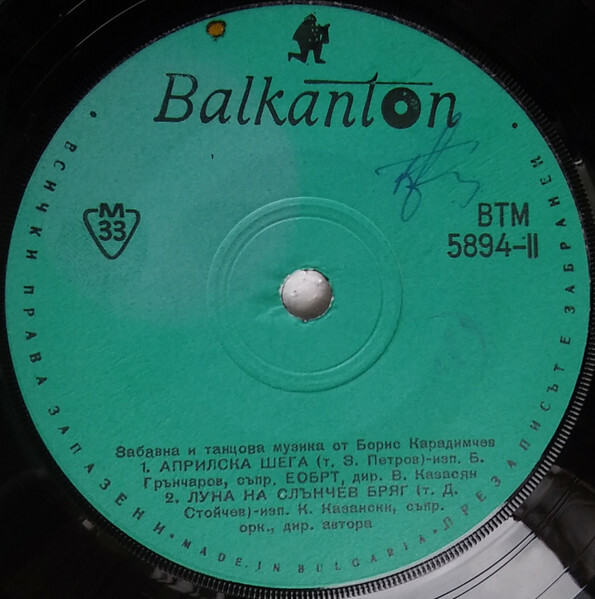 Balkanton
M
33
ВТМ
5894-II
Забавна и танцова музика от Борис Карадимчев
1. АПРИЛСКА ШЕГА (т. З. Петров)-изп. Б.
Грънчаров, съпр. ЕОБРТ, дир. В. Казасян
2. ЛУНА НА СЛЪНЧЕВ БРЯГ (т. Д.
Стойчев)-изп. К. Казански, съпр.
орк., дир. автора
• ВСИЧКИ ПРАВА ЗАПАЗЕНИ • MADE IN BULGARIA • ПРЕЗАПИСЪТ Е ЗАБРАНЕН •